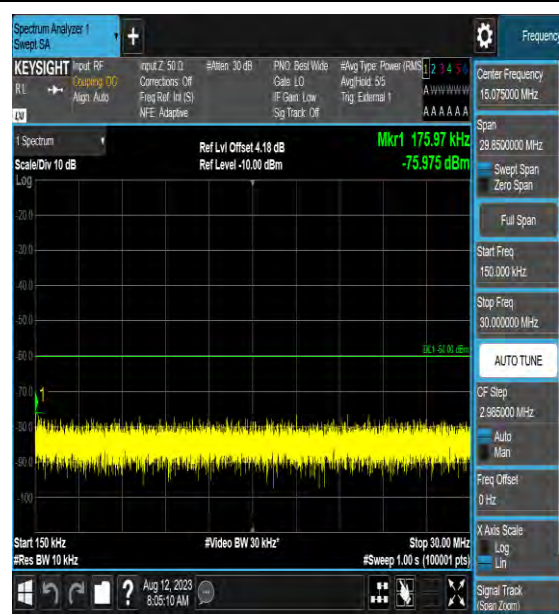 Spectrum Analyzer 1
Swept SA
+
Frequency
KEYSIGHT
RL
Input: RF
Coupling: DC
Align: Auto
Input Z: 50 Ω
Corrections: Off
Freq Ref: Int (S)
NFE: Adaptive
#Atten: 30 dB
PNO: Best Wide
Gate: LO
IF Gain: Low
Sig Track: Off
#Avg Type: Power (RMS
Avg|Hold: 5/5
Trig: External 1
1 2 3 4 5 6
A W W W W W
A A A A A A
LW
1 Spectrum
Scale/Div 10 dB
Ref Lvl Offset 4.18 dB
Ref Level -10.00 dBm
Mkr1 175.97 kHz
-75.975 dBm
Log
-20.0
-30.0
-40.0
-50.0
-60.0
-70.0
-80.0
-90.0
-100
DL1 -60.00 dBm
1
Start 150 kHz
#Res BW 10 kHz
#Video BW 30 kHz*
Stop 30.00 MHz
#Sweep 1.00 s (100001 pts)
Center Frequency
15.075000 MHz
Span
29.8500000 MHz
Swept Span
Zero Span
Full Span
Start Freq
150.000 kHz
Stop Freq
30.000000 MHz
AUTO TUNE
CF Step
2.985000 MHz
Auto
Man
Freq Offset
0 Hz
X Axis Scale
Log
Lin
Signal Track
(Span Zoom)
?
Aug 12, 2023
8:05:10 AM